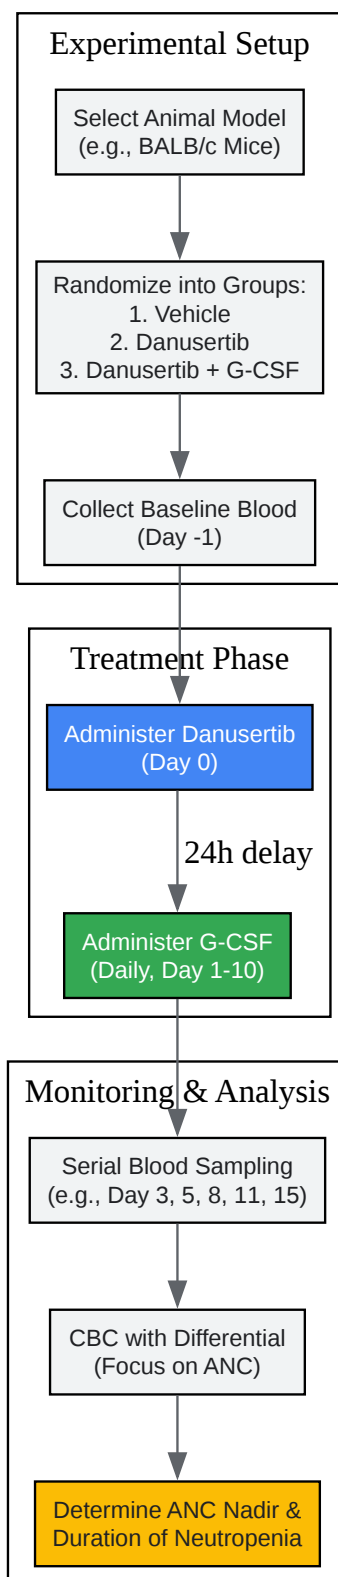 Experimental Setup
Select Animal Model
(e.g., BALB/c Mice)
Randomize into Groups:
1. Vehicle
2. Danusertib
3. Danusertib + G-CSF
Collect Baseline Blood
(Day -1)
Treatment Phase
Administer Danusertib
(Day 0)
24h delay
Administer G-CSF
(Daily, Day 1-10)
Monitoring & Analysis
Serial Blood Sampling
(e.g., Day 3, 5, 8, 11, 15)
CBC with Differential
(Focus on ANC)
Determine ANC Nadir &
Duration of Neutropenia